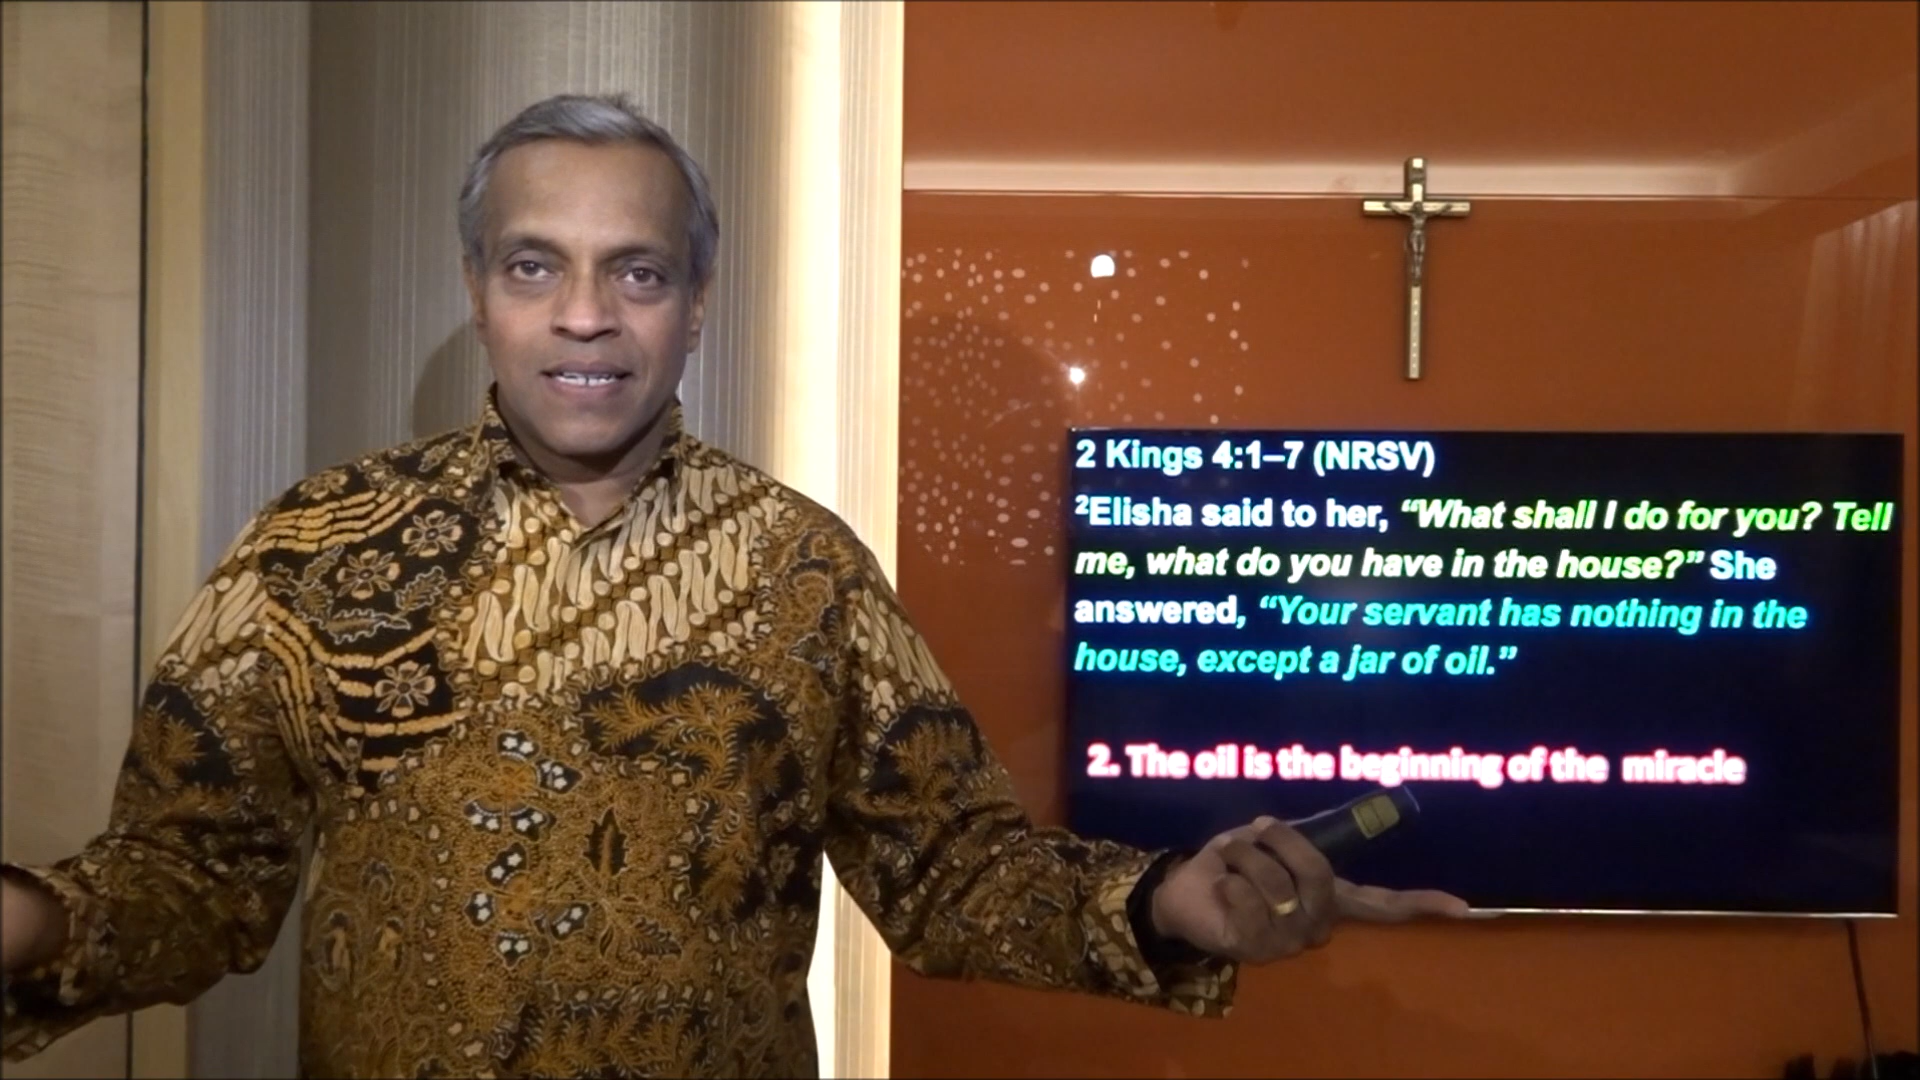 2 Kings 4:1–7 (NRSV)
²Elisha said to her, “What shall I do for you? Tell
me, what do you have in the house?” She
answered, “Your servant has nothing in the
house, except a jar of oil.”
2. The oil is the beginning of the miracle